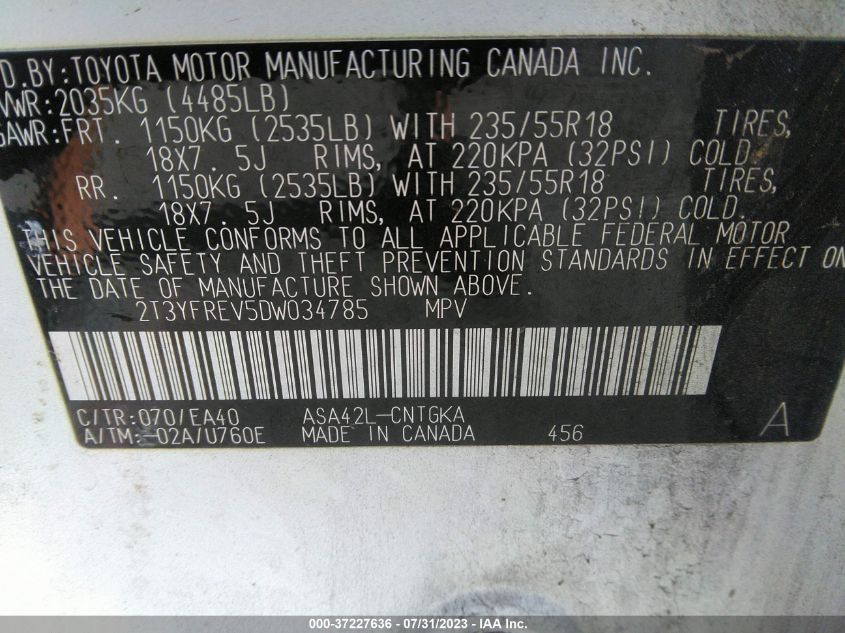 D. BY: TOYOTA MOTOR MANUFACTURING CANADA INC.
VWR: 2035KG (4485LB)
GAWR: FRT. 1150KG (2535LB) WITH 235/55R18 TIRES,
18X7. 5J RIMS, AT 220KPA (32PSI) COLD.
RR. 1150KG (2535LB) WITH 235/55R18 TIRES,
18X7. 5J RIMS, AT 220KPA (32PSI) COLD.
THIS VEHICLE CONFORMS TO ALL APPLICABLE FEDERAL MOTOR
VEHICLE SAFETY AND THEFT PREVENTION STANDARDS IN EFFECT ON
THE DATE OF MANUFACTURE SHOWN ABOVE.
2T3YFREV5DW034785 MPV
C/TR: 070/EA40 ASA42L-CNTGKA
A/TM: -02A/U760E MADE IN CANADA 456 A
000-37227636 - 07/31/2023 - IAA Inc.